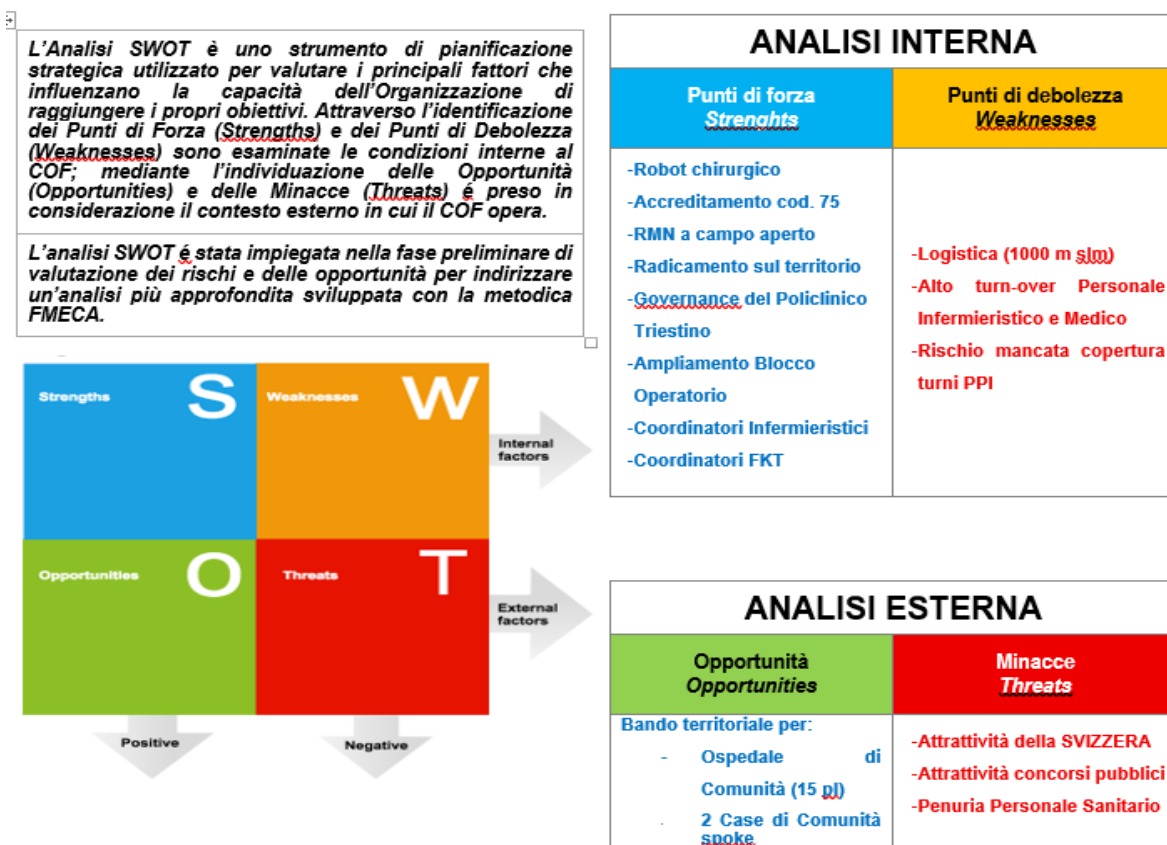 L'Analisi SWOT è uno strumento di pianificazione
strategica utilizzato per valutare i principali fattori che
influenzano la capacità dell'Organizzazione di
raggiungere i propri obiettivi. Attraverso l'identificazione
dei Punti di Forza (Strengths) e dei Punti di Debolezza
(Weaknesses) sono esaminate le condizioni interne al
COF; mediante l'individuazione delle Opportunità
(Opportunities) e delle Minacce (Threats) é preso in
considerazione il contesto esterno in cui il COF opera.
L'analisi SWOT é stata impiegata nella fase preliminare di
valutazione dei rischi e delle opportunità per indirizzare
un'analisi più approfondita sviluppata con la metodica
FMECA.
Strengths
S
Weaknesses
W
Internal
factors
Opportunities
O
Threats
T
External
factors
Positive
Negative
ANALISI INTERNA
Punti di forza
Strenghts
Punti di debolezza
Weaknesses
-Robot chirurgico
-Accreditamento cod. 75
-RMN a campo aperto
-Radicamento sul territorio
-Governance del Policlinico
Triestino
-Ampliamento Blocco
Operatorio
-Coordinatori Infermieristici
-Coordinatori FKT
-Logistica (1000 m slm)
-Alto turn-over Personale
Infermieristico e Medico
-Rischio mancata copertura
turni PPI
ANALISI ESTERNA
Opportunità
Opportunities
Minacce
Threats
Bando territoriale per:
- Ospedale di
Comunità (15 pl)
- 2 Case di Comunità
spoke
-Attrattività della SVIZZERA
-Attrattività concorsi pubblici
-Penuria Personale Sanitario